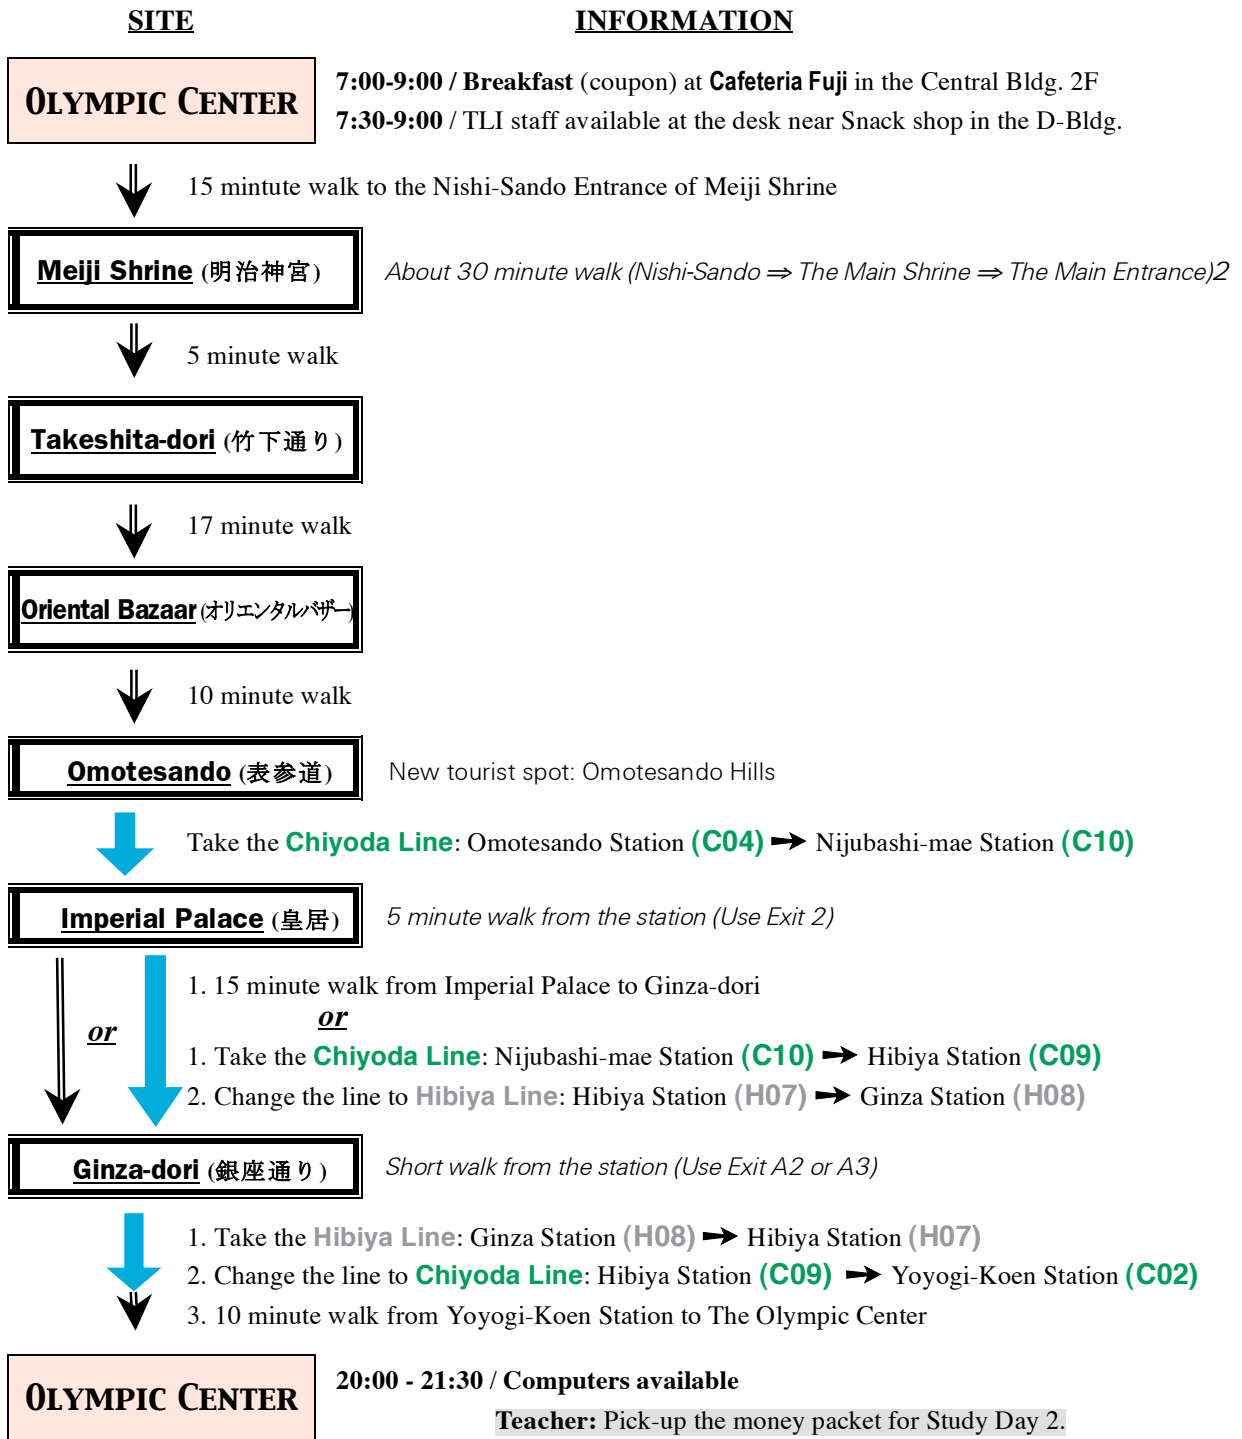 SITE INFORMATION
OLYMPIC CENTER
7:00-9:00 / Breakfast (coupon) at Cafeteria Fuji in the Central Bldg. 2F
7:30-9:00 / TLI staff available at the desk near Snack shop in the D-Bldg.
15 mintute walk to the Nishi-Sando Entrance of Meiji Shrine
Meiji Shrine (明治神宮)
About 30 minute walk (Nishi-Sando ⇒ The Main Shrine ⇒ The Main Entrance)2
5 minute walk
Takeshita-dori (竹下通り)
17 minute walk
Oriental Bazaar (オリエンタルバザー)
10 minute walk
Omotesando (表参道)
New tourist spot: Omotesando Hills
Take the Chiyoda Line: Omotesando Station (C04) ➛ Nijubashi-mae Station (C10)
Imperial Palace (皇居)
5 minute walk from the station (Use Exit 2)
or
1. 15 minute walk from Imperial Palace to Ginza-dori
or
1. Take the Chiyoda Line: Nijubashi-mae Station (C10) ➛ Hibiya Station (C09)
2. Change the line to Hibiya Line: Hibiya Station (H07) ➛ Ginza Station (H08)
Ginza-dori (銀座通り)
Short walk from the station (Use Exit A2 or A3)
1. Take the Hibiya Line: Ginza Station (H08) ➛ Hibiya Station (H07)
2. Change the line to Chiyoda Line: Hibiya Station (C09) ➛ Yoyogi-Koen Station (C02)
3. 10 minute walk from Yoyogi-Koen Station to The Olympic Center
OLYMPIC CENTER
20:00 - 21:30 / Computers available
Teacher: Pick-up the money packet for Study Day 2.